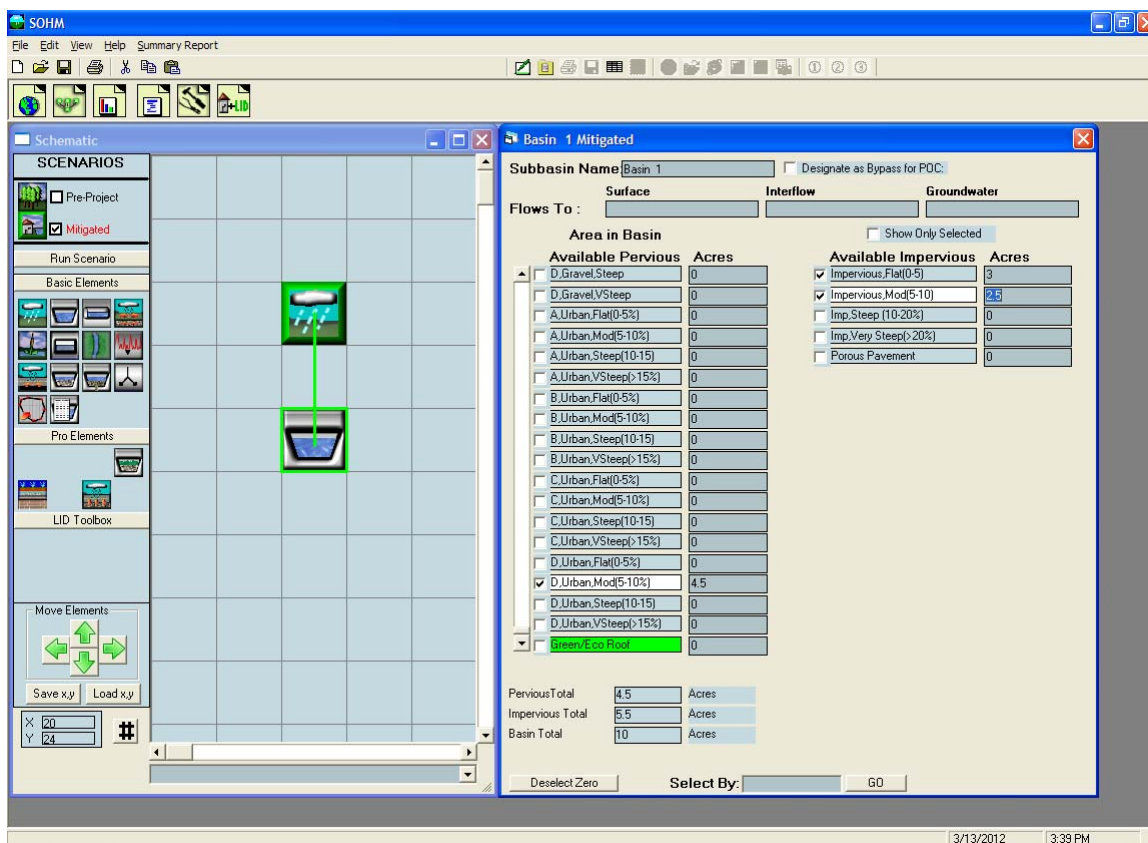 SOHM
File Edit View Help Summary Report
Schematic
SCENARIOS
Pre-Project
Mitigated
Run Scenario
Basic Elements
Pro Elements
LID Toolbox
Move Elements
Save x,y Load x,y
X 20
Y 24
#
Basin 1 Mitigated
Subbasin Name: Basin 1 Designate as Bypass for POC:
Surface Interflow Groundwater
Flows To :
Area in Basin Show Only Selected
Available Pervious Acres Available Impervious Acres
D,Gravel,Steep 0 Impervious,Flat(0-5) 3
D,Gravel,VSteep 0 Impervious,Mod(5-10) 2.5
A,Urban,Flat(0-5%) 0 Imp,Steep (10-20%) 0
A,Urban,Mod(5-10%) 0 Imp,Very Steep(>20%) 0
A,Urban,Steep(10-15) 0 Porous Pavement 0
A,Urban,VSteep(>15%) 0
B,Urban,Flat(0-5%) 0
B,Urban,Mod(5-10%) 0
B,Urban,Steep(10-15) 0
B,Urban,VSteep(>15%) 0
C,Urban,Flat(0-5%) 0
C,Urban,Mod(5-10%) 0
C,Urban,Steep(10-15) 0
C,Urban,VSteep(>15%) 0
D,Urban,Flat(0-5%) 0
D,Urban,Mod(5-10%) 4.5
D,Urban,Steep(10-15) 0
D,Urban,VSteep(>15%) 0
Green/Eco Roof 0
PerviousTotal 4.5 Acres
Impervious Total 5.5 Acres
Basin Total 10 Acres
Deselect Zero Select By: GO
3/13/2012 3:39 PM